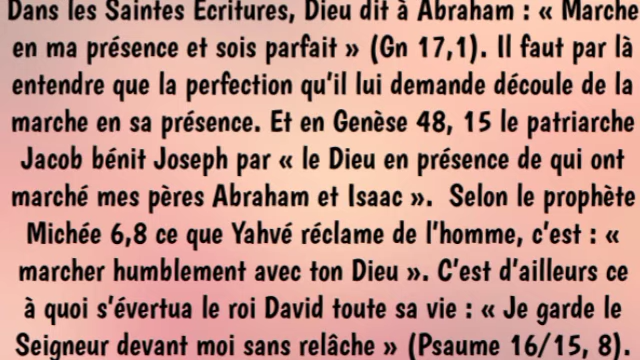 Dans les Saintes Ecritures, Dieu dit à Abraham : « Marche
en ma présence et sois parfait » (Gn 17,1). Il faut par là
entendre que la perfection qu'il lui demande découle de la
marche en sa présence. Et en Genèse 48, 15 le patriarche
Jacob bénit Joseph par « le Dieu en présence de qui ont
marché mes pères Abraham et Isaac ». Selon le prophète
Michée 6,8 ce que Yahvé réclame de l'homme, c'est : «
marcher humblement avec ton Dieu ». C'est d'ailleurs ce
à quoi s'évertua le roi David toute sa vie : « Je garde le
Seigneur devant moi sans relâche » (Psaume 16/15, 8).